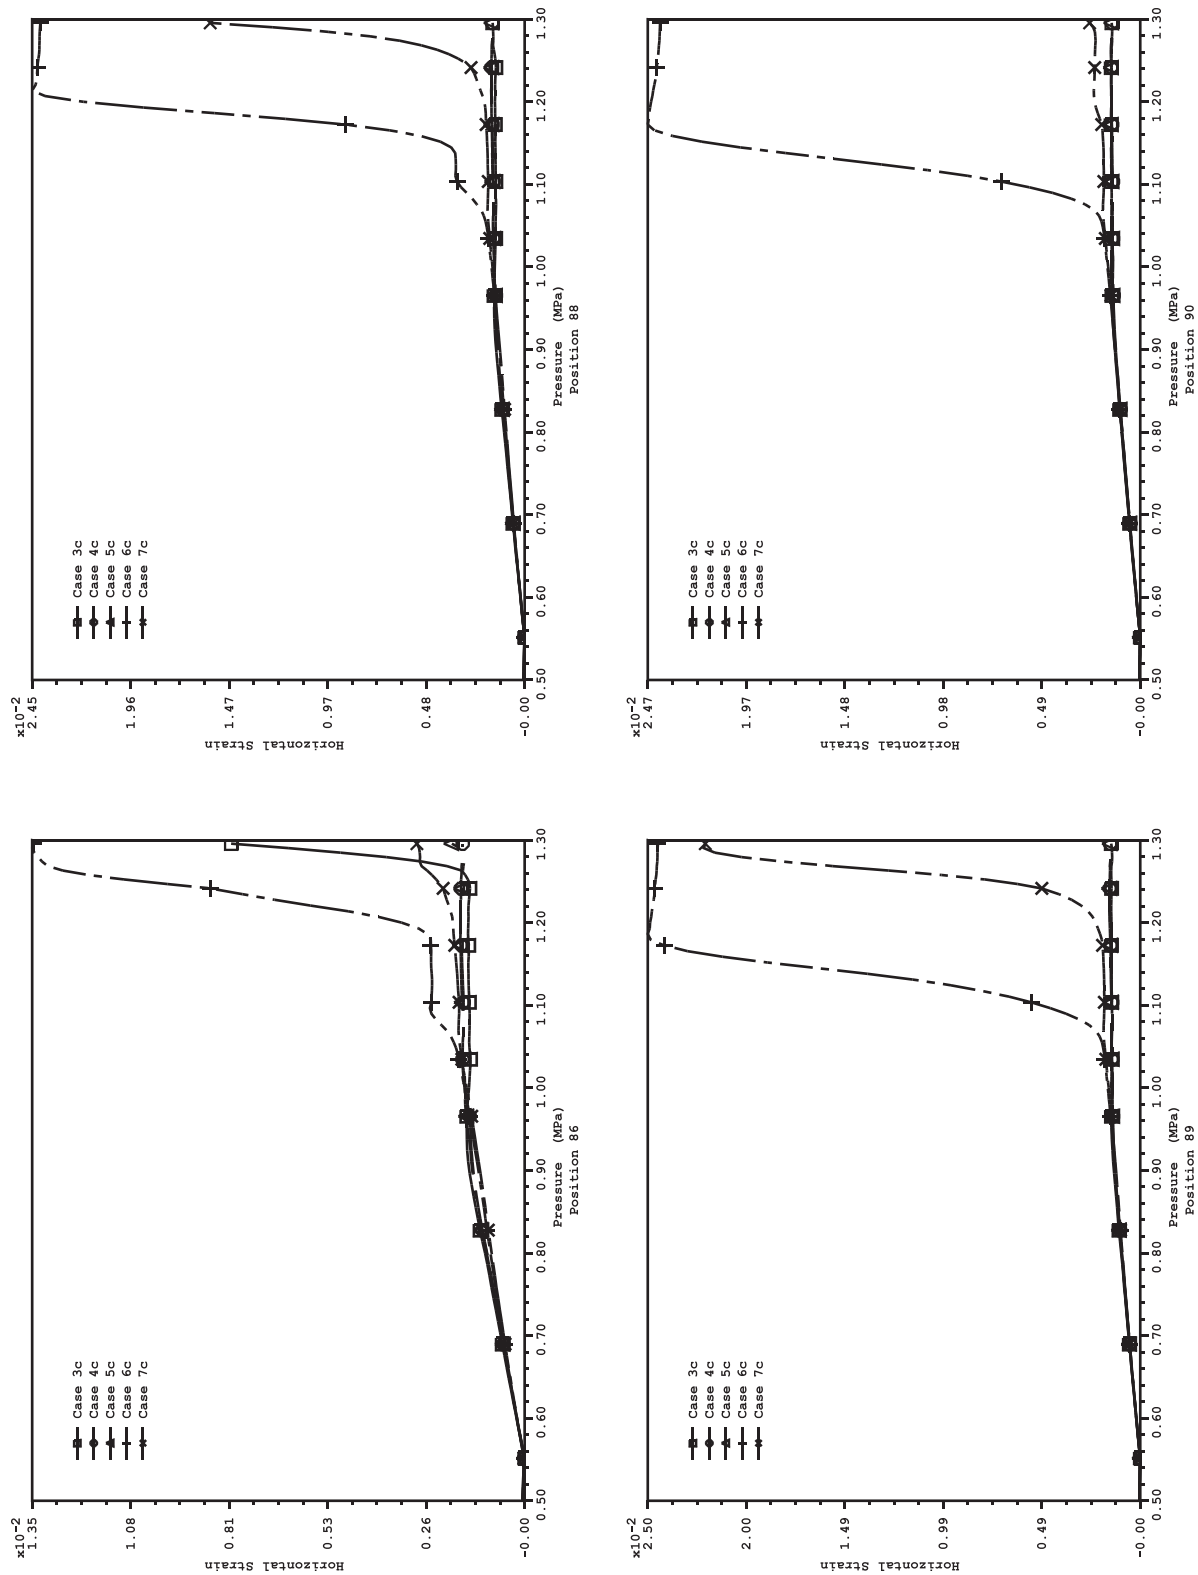 x10-2
2.45
1.96
1.47
0.97
0.48
-0.00
Horizontal Strain
Case 3c
Case 4c
Case 5c
Case 6c
Case 7c
0.50
0.60
0.70
0.80
0.90
1.00
1.10
1.20
1.30
Pressure (MPa)
Position 88
x10-2
2.47
1.97
1.48
0.98
0.49
-0.00
Horizontal Strain
Case 3c
Case 4c
Case 5c
Case 6c
Case 7c
0.50
0.60
0.70
0.80
0.90
1.00
1.10
1.20
1.30
Pressure (MPa)
Position 90
x10-2
1.35
1.08
0.81
0.53
0.26
-0.00
Horizontal Strain
Case 3c
Case 4c
Case 5c
Case 6c
Case 7c
0.50
0.60
0.70
0.80
0.90
1.00
1.10
1.20
1.30
Pressure (MPa)
Position 86
x10-2
2.50
2.00
1.49
0.99
0.49
-0.00
Horizontal Strain
Case 3c
Case 4c
Case 5c
Case 6c
Case 7c
0.50
0.60
0.70
0.80
0.90
1.00
1.10
1.20
1.30
Pressure (MPa)
Position 89